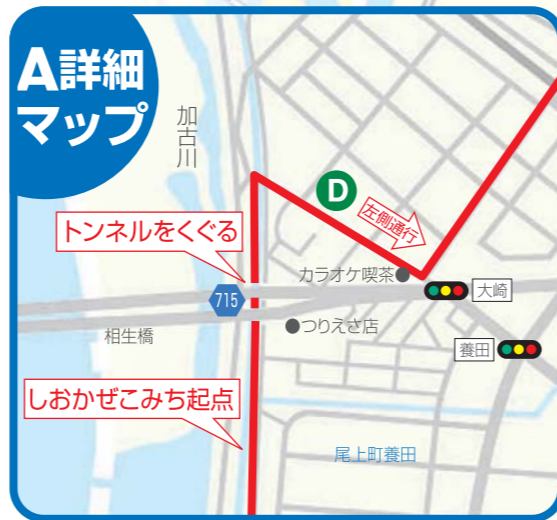 A詳細
マップ
加古川
D
左側通行
トンネルをくぐる
カラオケ喫茶
大崎
715
相生橋
つりえさ店
養田
しおかぜこみち起点
尾上町養田